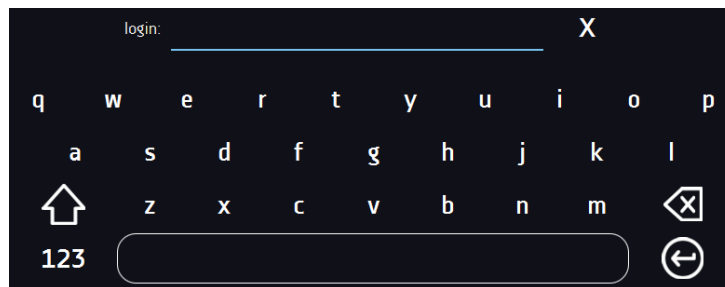 login: X
q w e r t y u i o p
a s d f g h j k l
z x c v b n m
123